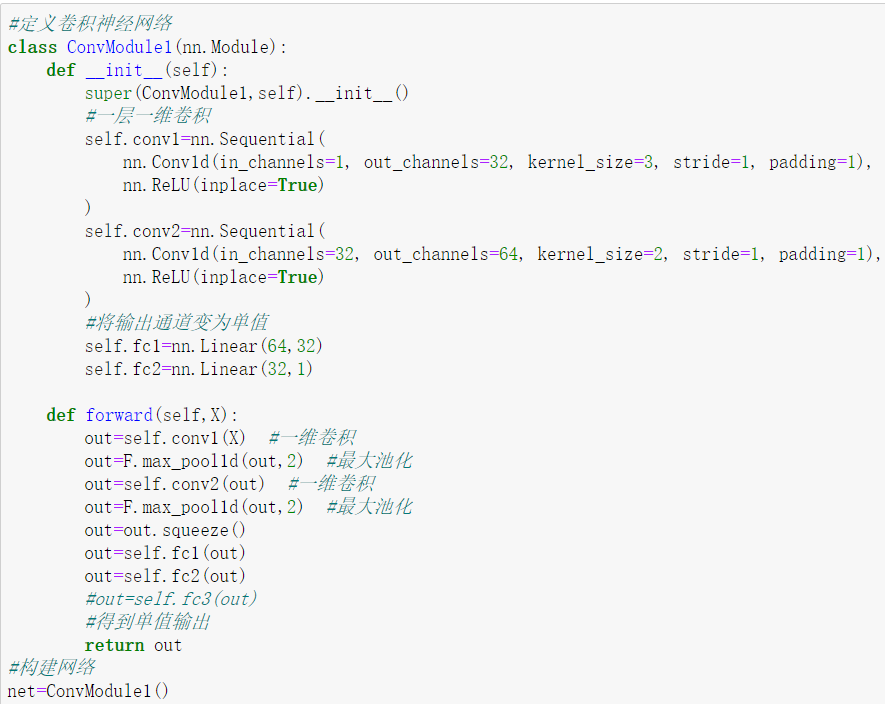 #定义卷积神经网络
class ConvModule1(nn.Module):
    def __init__(self):
        super(ConvModule1,self).__init__()
        #一层一维卷积
        self.conv1=nn.Sequential(
            nn.Conv1d(in_channels=1, out_channels=32, kernel_size=3, stride=1, padding=1),
            nn.ReLU(inplace=True)
        )
        self.conv2=nn.Sequential(
            nn.Conv1d(in_channels=32, out_channels=64, kernel_size=2, stride=1, padding=1),
            nn.ReLU(inplace=True)
        )
        #将输出通道变为单值
        self.fc1=nn.Linear(64,32)
        self.fc2=nn.Linear(32,1)
    def forward(self,X):
        out=self.conv1(X)  #一维卷积
        out=F.max_pool1d(out,2)  #最大池化
        out=self.conv2(out)  #一维卷积
        out=F.max_pool1d(out,2)  #最大池化
        out=out.squeeze()
        out=self.fc1(out)
        out=self.fc2(out)
        #out=self.fc3(out)
        #得到单值输出
        return out
#构建网络
net=ConvModule1()